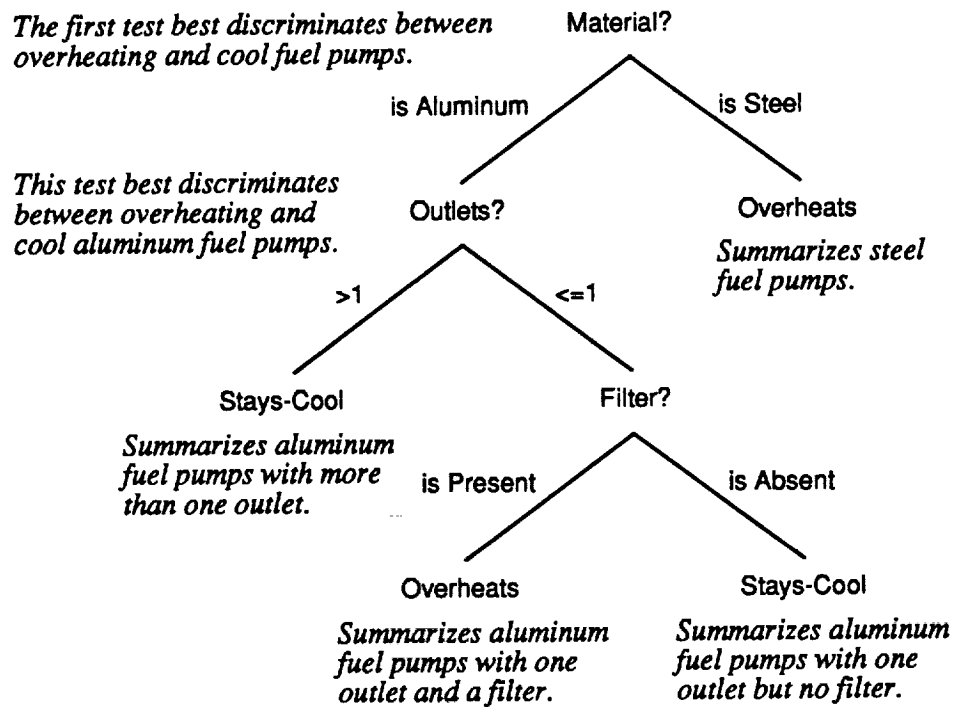 The first test best discriminates between
overheating and cool fuel pumps.
Material?
is Aluminum
is Steel
This test best discriminates
between overheating and
cool aluminum fuel pumps.
Outlets?
Overheats
Summarizes steel
fuel pumps.
>1
<=1
Stays-Cool
Summarizes aluminum
fuel pumps with more
than one outlet.
Filter?
is Present
is Absent
Overheats
Summarizes aluminum
fuel pumps with one
outlet and a filter.
Stays-Cool
Summarizes aluminum
fuel pumps with one
outlet but no filter.